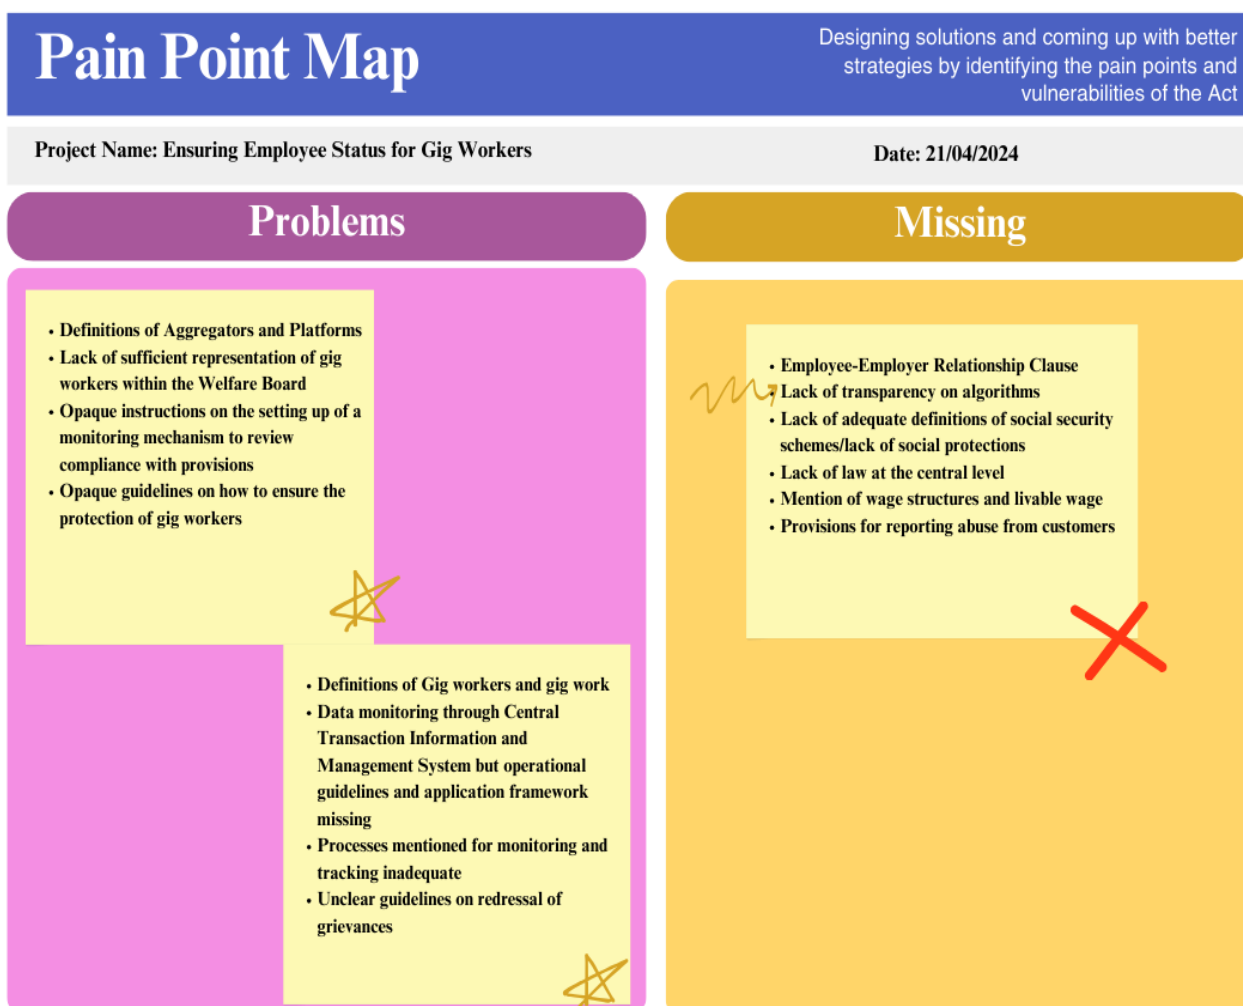 Pain Point Map
Designing solutions and coming up with better
strategies by identifying the pain points and
vulnerabilities of the Act
Project Name: Ensuring Employee Status for Gig Workers
Date: 21/04/2024
Problems
• Definitions of Aggregators and Platforms
• Lack of sufficient representation of gig
workers within the Welfare Board
• Opaque instructions on the setting up of a
monitoring mechanism to review
compliance with provisions
• Opaque guidelines on how to ensure the
protection of gig workers
• Definitions of Gig workers and gig work
• Data monitoring through Central
Transaction Information and
Management System but operational
guidelines and application framework
missing
• Processes mentioned for monitoring and
tracking inadequate
• Unclear guidelines on redressal of
grievances
Missing
• Employee-Employer Relationship Clause
• Lack of transparency on algorithms
• Lack of adequate definitions of social security
schemes/lack of social protections
• Lack of law at the central level
• Mention of wage structures and livable wage
• Provisions for reporting abuse from customers